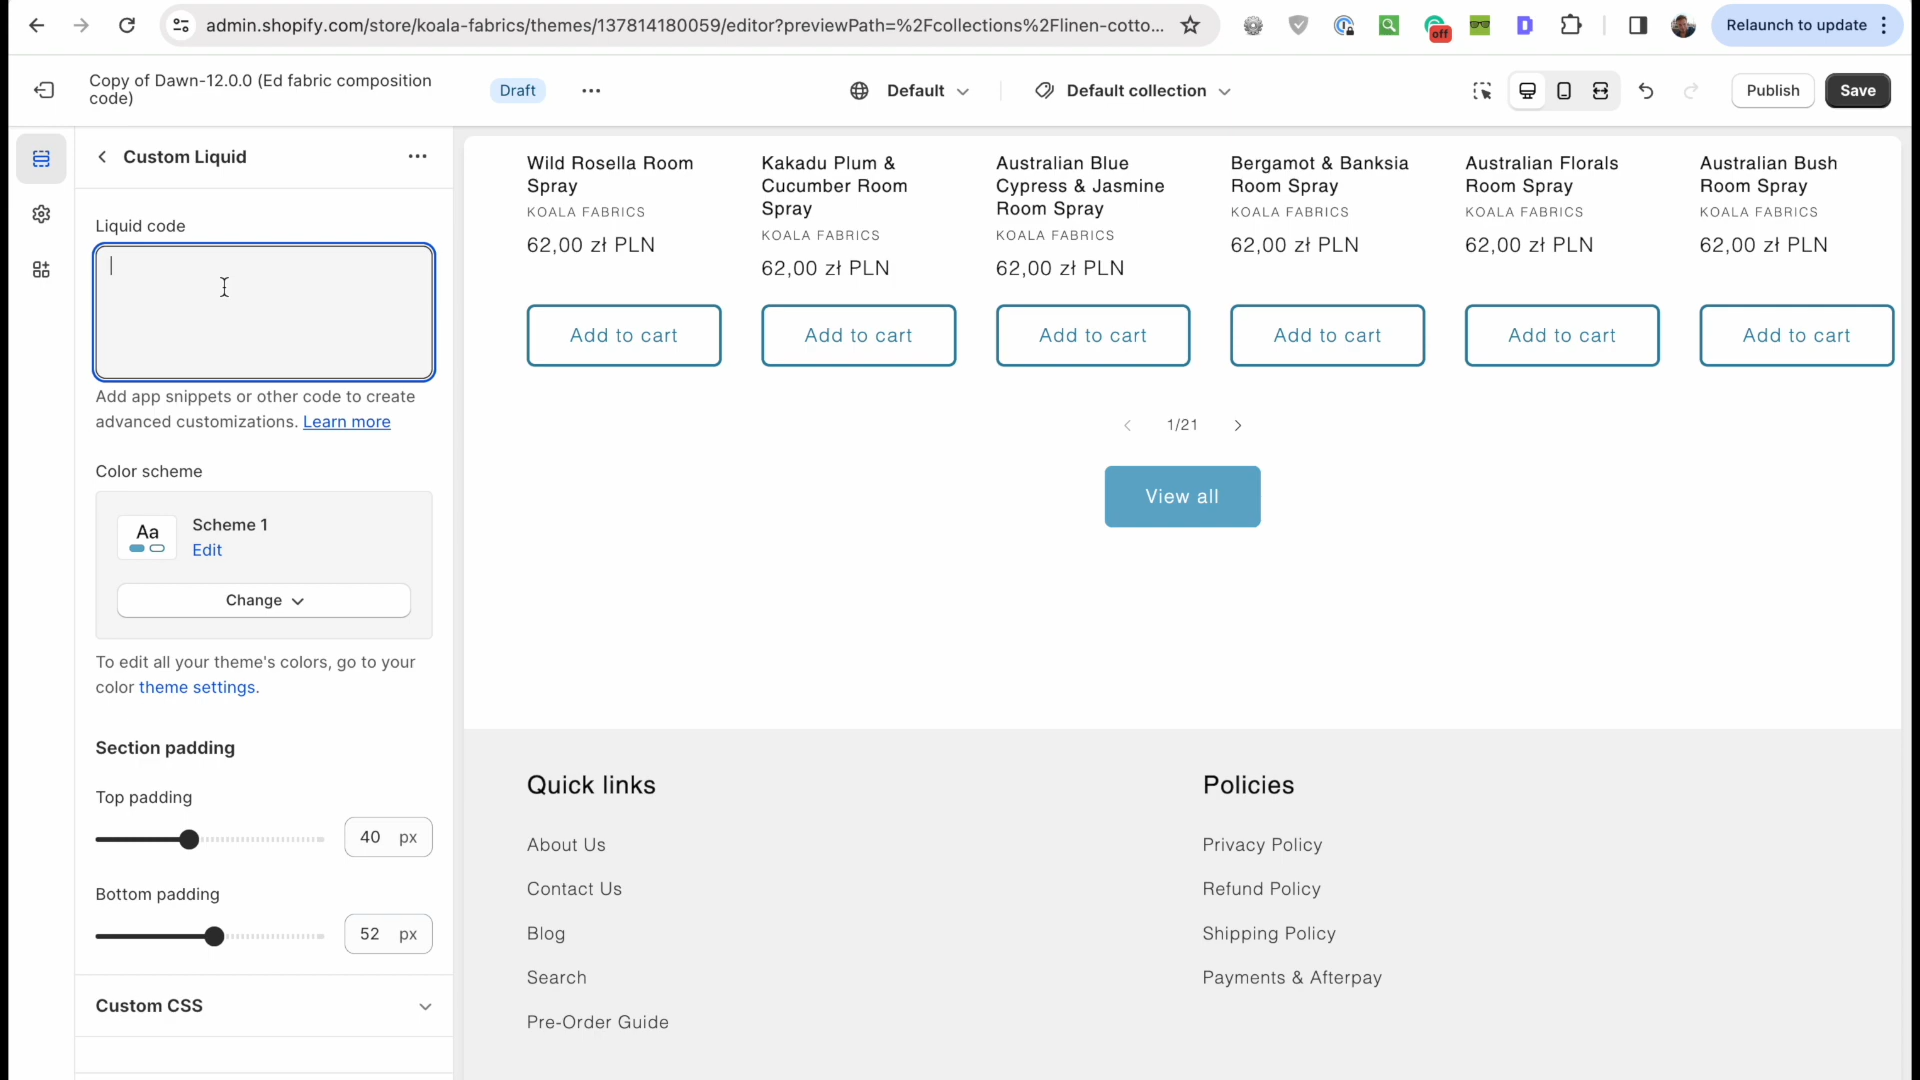 admin.shopify.com/store/koala-fabrics/themes/137814180059/editor?previewPath=%2Fcollections%2Flinen-cotto...
off
Relaunch to update
Copy of Dawn-12.0.0 (Ed fabric composition
code)
Draft
Default
Default collection
Publish
Save
Custom Liquid
Liquid code
Add app snippets or other code to create
advanced customizations. Learn more
Color scheme
Aa
Scheme 1
Edit
Change
To edit all your theme's colors, go to your
color theme settings.
Section padding
Top padding
40 px
Bottom padding
52 px
Custom CSS
Wild Rosella Room
Spray
KOALA FABRICS
62,00 zł PLN
Add to cart
Kakadu Plum &
Cucumber Room
Spray
KOALA FABRICS
62,00 zł PLN
Add to cart
Australian Blue
Cypress & Jasmine
Room Spray
KOALA FABRICS
62,00 zł PLN
Add to cart
Bergamot & Banksia
Room Spray
KOALA FABRICS
62,00 zł PLN
Add to cart
Australian Florals
Room Spray
KOALA FABRICS
62,00 zł PLN
Add to cart
Australian Bush
Room Spray
KOALA FABRICS
62,00 zł PLN
Add to cart
1/21
View all
Quick links
About Us
Contact Us
Blog
Search
Pre-Order Guide
Policies
Privacy Policy
Refund Policy
Shipping Policy
Payments & Afterpay